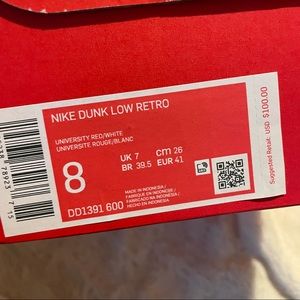 NIKE DUNK LOW RETRO
UNIVERSITY RED/WHITE
UNIVERSITE ROUGE/BLANC
8
UK 7
CM 26
BR 39.5
EUR 41
DD1391 600
MADE IN INDONESIA /
FABRIQUÉ EN INDONÉSIE /
FABRICADO EN INDONESIA /
Suggested Retail: USD $100.00